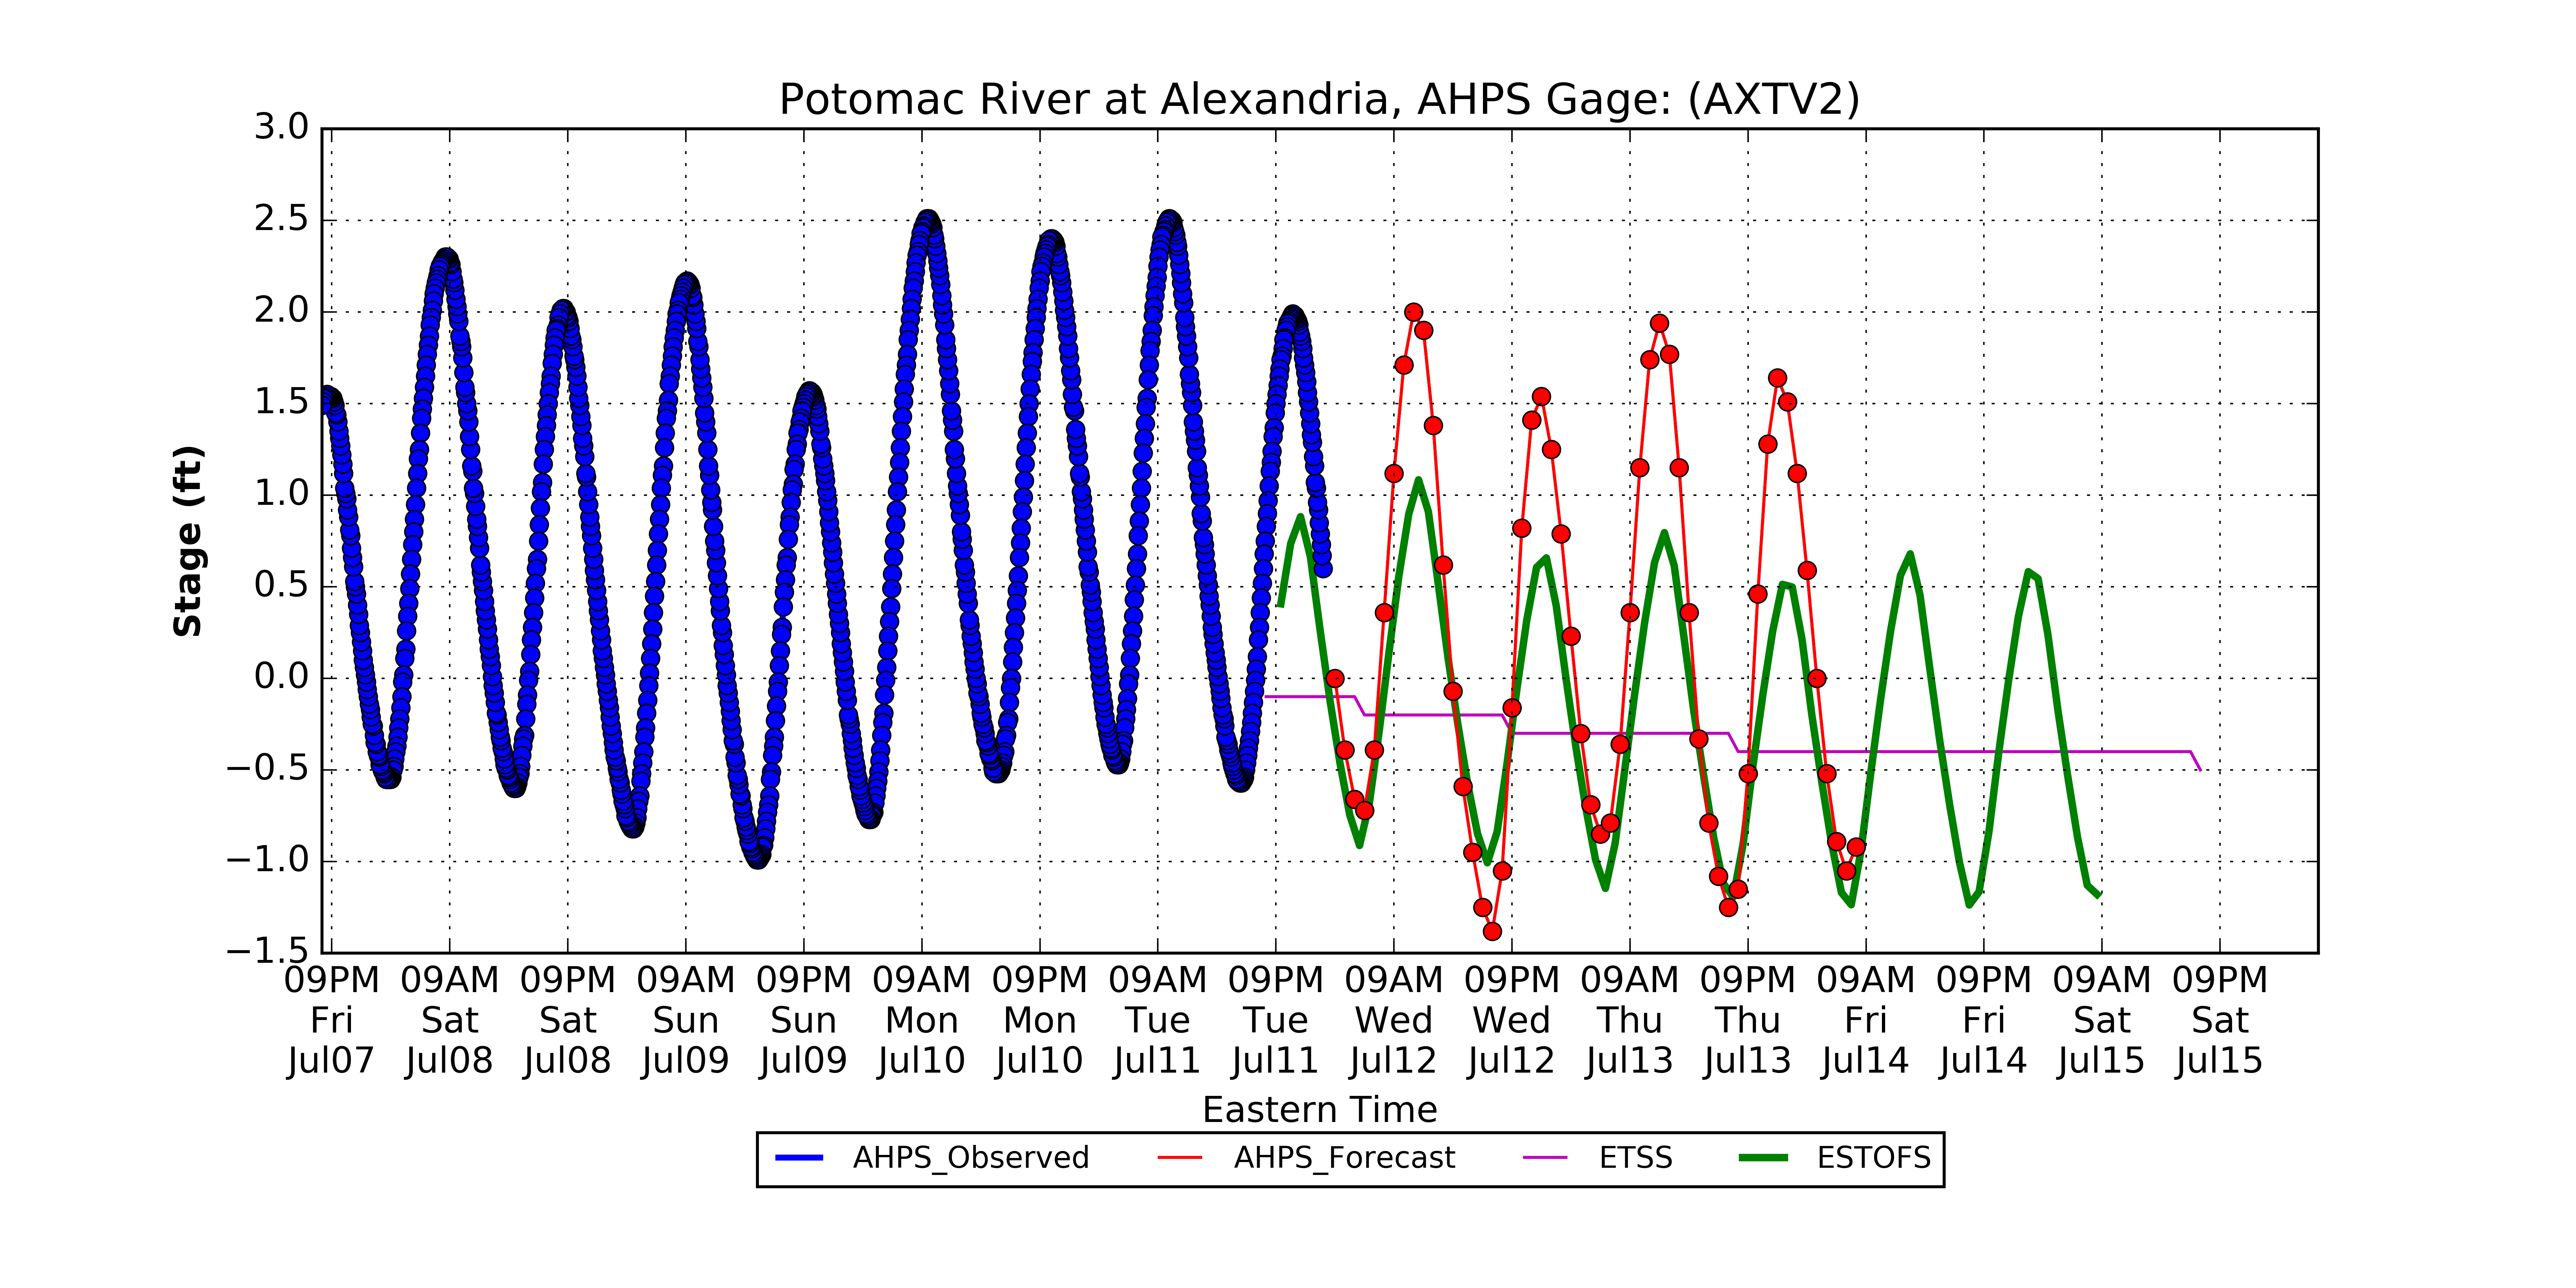 Potomac River at Alexandria, AHPS Gage: (AXTV2)
3.0
2.5
2.0
1.5
1.0
0.5
0.0
−0.5
−1.0
−1.5
Stage (ft)
09PM 09AM 09PM 09AM 09PM 09AM 09PM 09AM 09PM 09AM 09PM 09AM 09PM 09AM 09PM 09AM 09PM
Fri Sat Sat Sun Sun Mon Mon Tue Tue Wed Wed Thu Thu Fri Fri Sat Sat
Jul07 Jul08 Jul08 Jul09 Jul09 Jul10 Jul10 Jul11 Jul11 Jul12 Jul12 Jul13 Jul13 Jul14 Jul14 Jul15 Jul15
Eastern Time
AHPS_Observed AHPS_Forecast ETSS ESTOFS